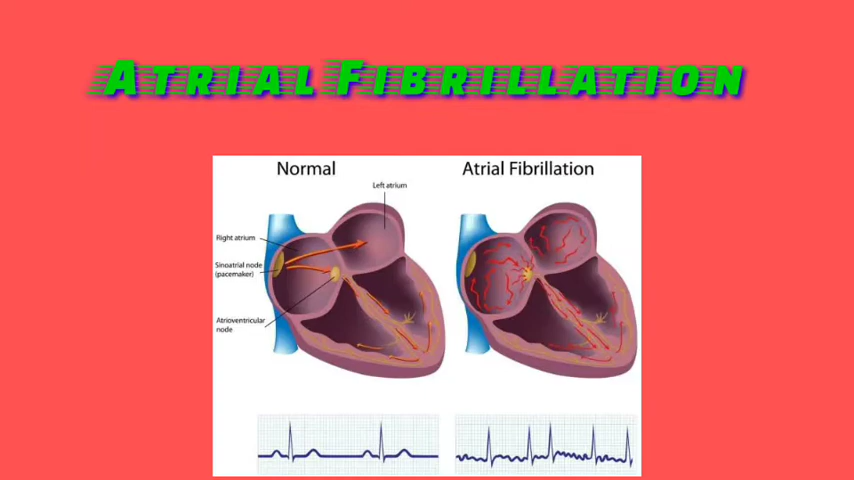 ATRIAL FIBRILLATION
Normal
Atrial Fibrillation
Left atrium
Right atrium
Sinoatrial node
(pacemaker)
Atrioventricular
node